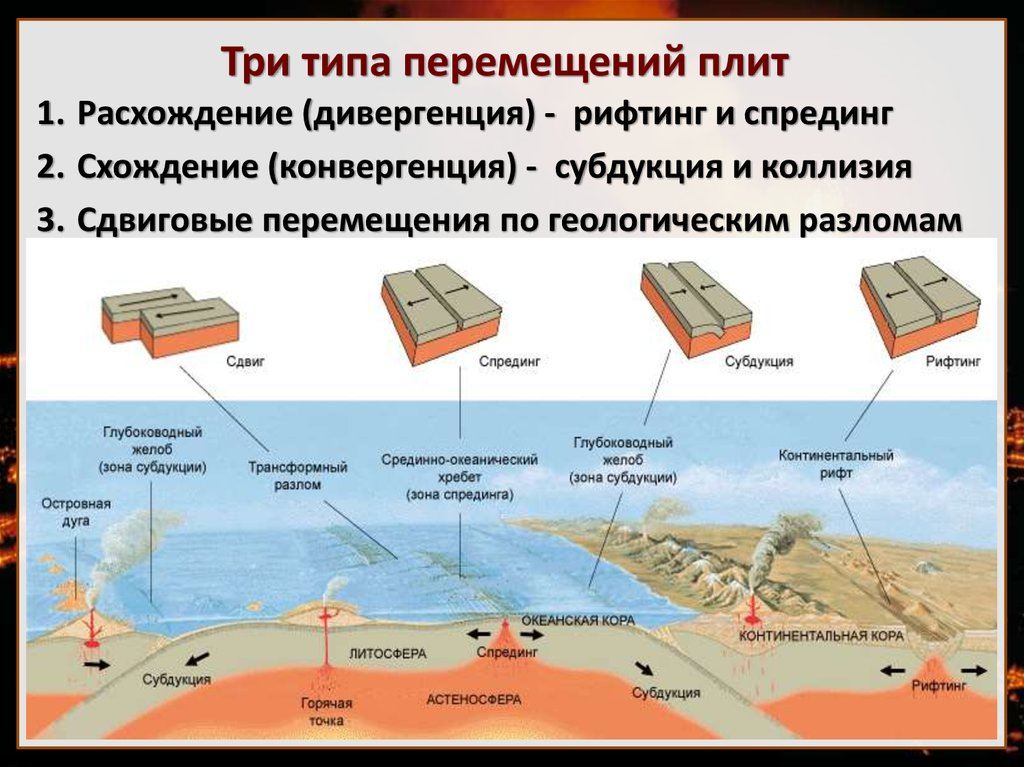 Три типа перемещений плит
1. Расхождение (дивергенция) - рифтинг и спрединг
2. Схождение (конвергенция) - субдукция и коллизия
3. Сдвиговые перемещения по геологическим разломам
Сдвиг
Спрединг
Субдукция
Рифтинг
Глубоководный
желоб
(зона субдукции)
Трансформный
разлом
Срединно-океанический
хребет
(зона спрединга)
Глубоководный
желоб
(зона субдукции)
Континентальный
рифт
Островная
дуга
ОКЕАНСКАЯ КОРА
КОНТИНЕНТАЛЬНАЯ КОРА
ЛИТОСФЕРА
Спрединг
Субдукция
Горячая
точка
АСТЕНОСФЕРА
Субдукция
Рифтинг